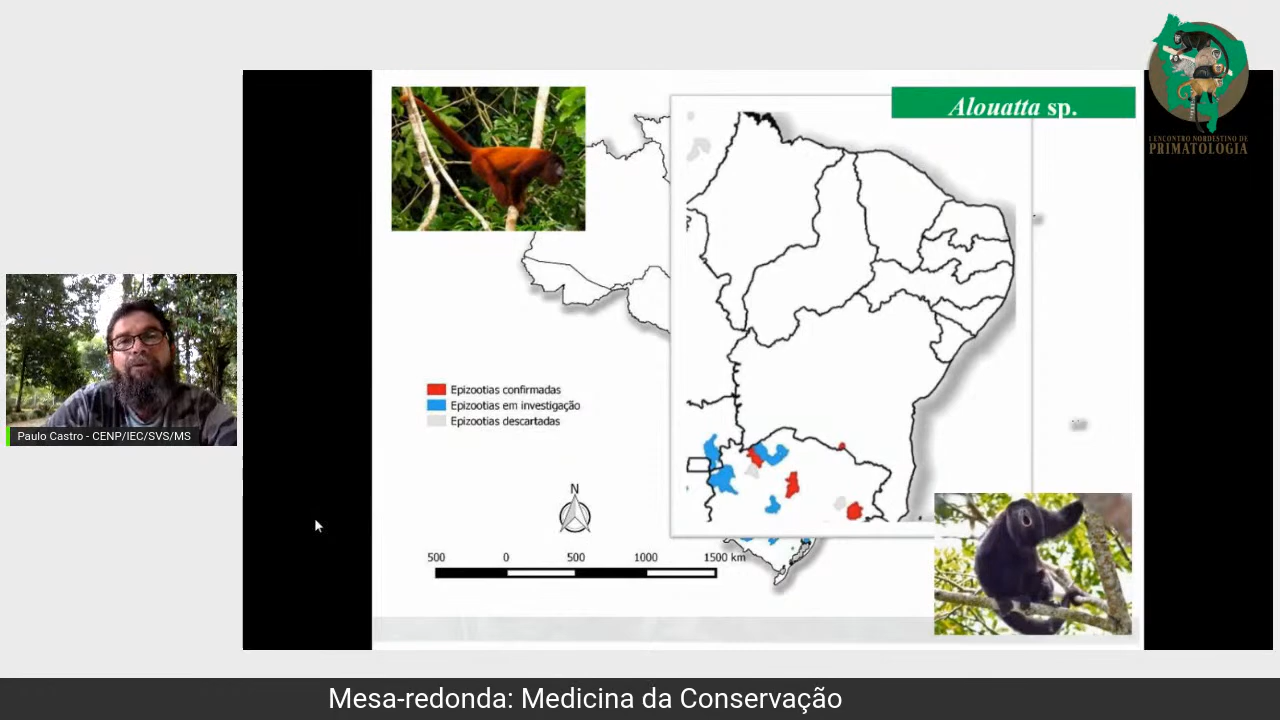 Alouatta sp.
I ENCONTRO NORDESTINO DE
PRIMATOLOGIA
Epizootias confirmadas
Epizootias em investigação
Epizootias descartadas
Paulo Castro - CENP/IEC/SVS/MS
N
500 0 500 1000 1500 km
Mesa-redonda: Medicina da Conservação